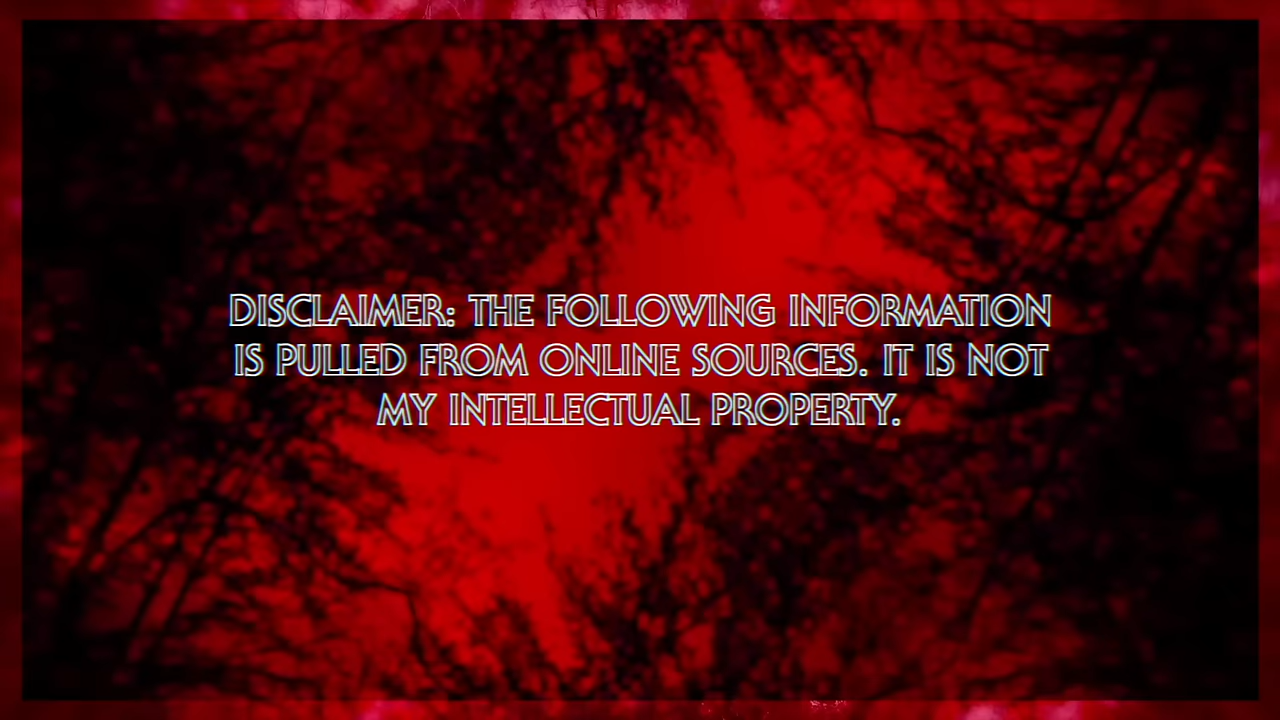 DISCLAIMER: THE FOLLOWING INFORMATION
IS PULLED FROM ONLINE SOURCES. IT IS NOT
MY INTELLECTUAL PROPERTY.